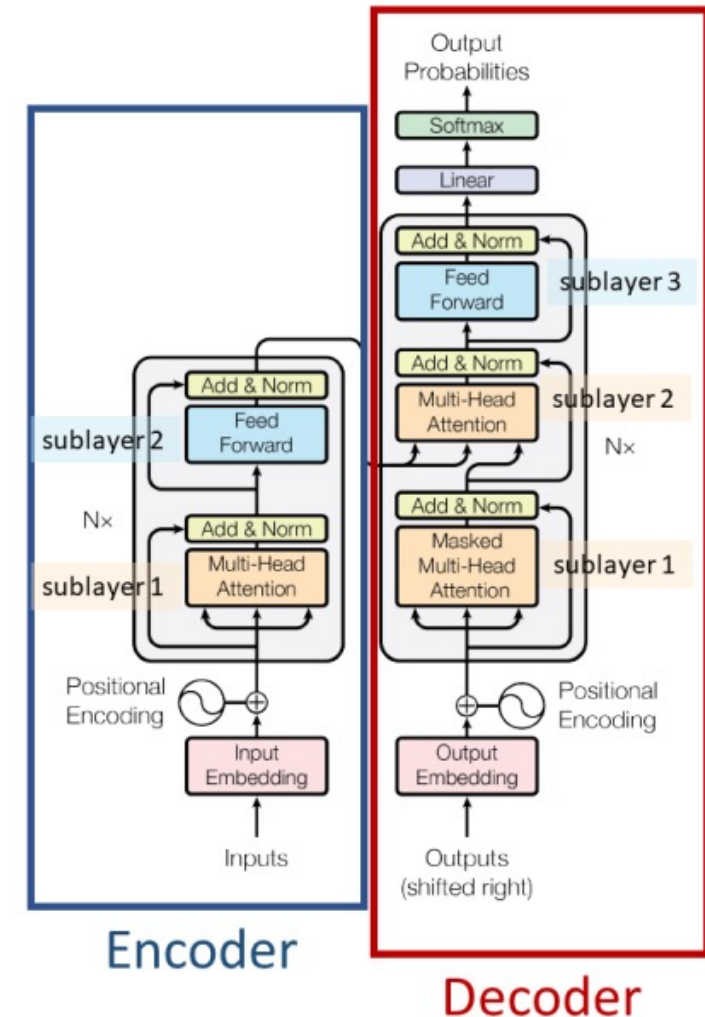 Output
Probabilities
Softmax
Linear
Add & Norm
Feed
Forward
sublayer 3
Add & Norm
Multi-Head
Attention
sublayer 2
N×
Add & Norm
Masked
Multi-Head
Attention
sublayer 1
Positional
Encoding
Output
Embedding
Outputs
(shifted right)
Add & Norm
Feed
Forward
sublayer 2
N×
Add & Norm
Multi-Head
Attention
sublayer 1
Positional
Encoding
Input
Embedding
Inputs
Encoder
Decoder